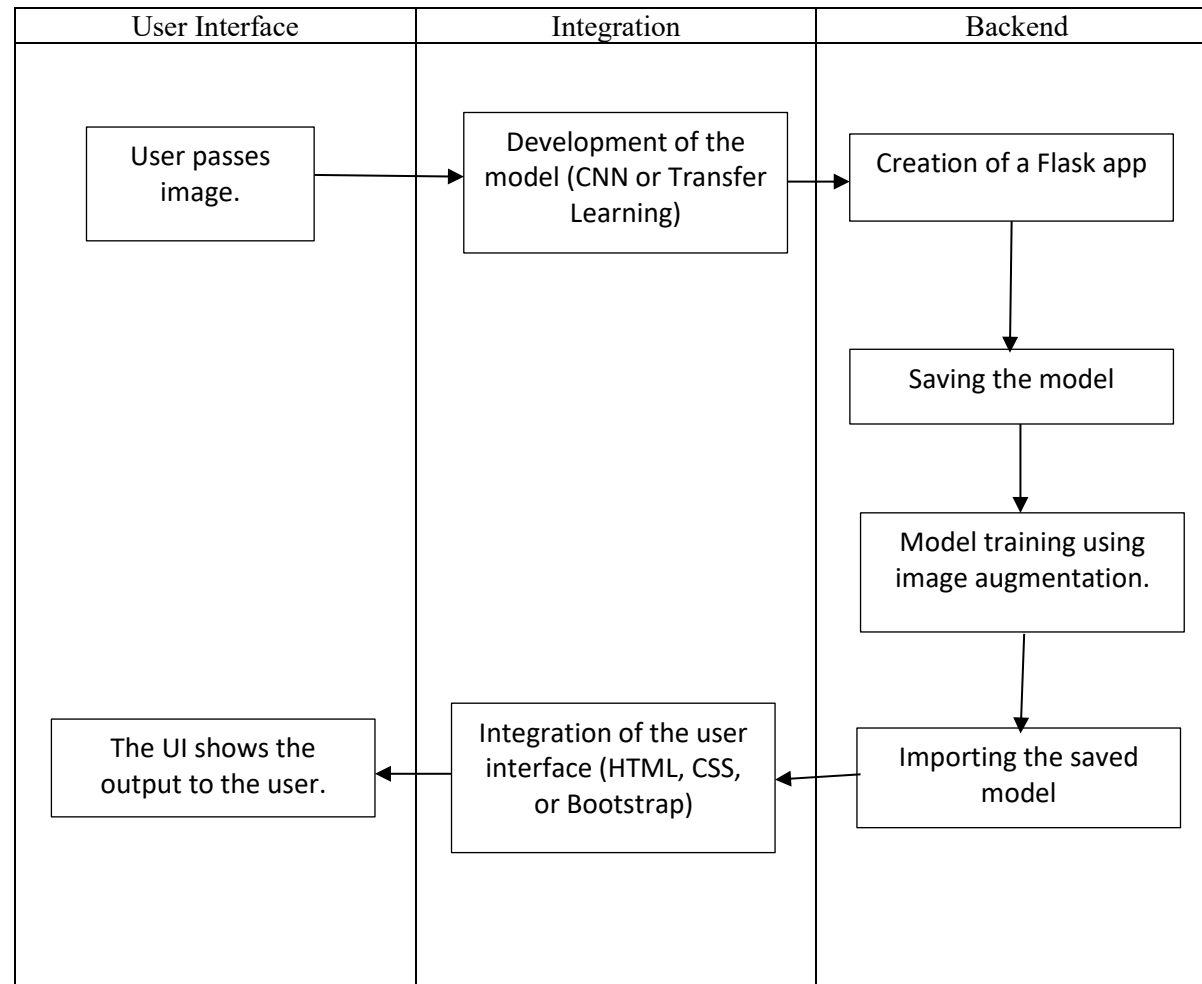 User Interface
Integration
Backend
User passes
image.
Development of the
model (CNN or Transfer
Learning)
Creation of a Flask app
Saving the model
Model training using
image augmentation.
Importing the saved
model
Integration of the user
interface (HTML, CSS,
or Bootstrap)
The UI shows the
output to the user.